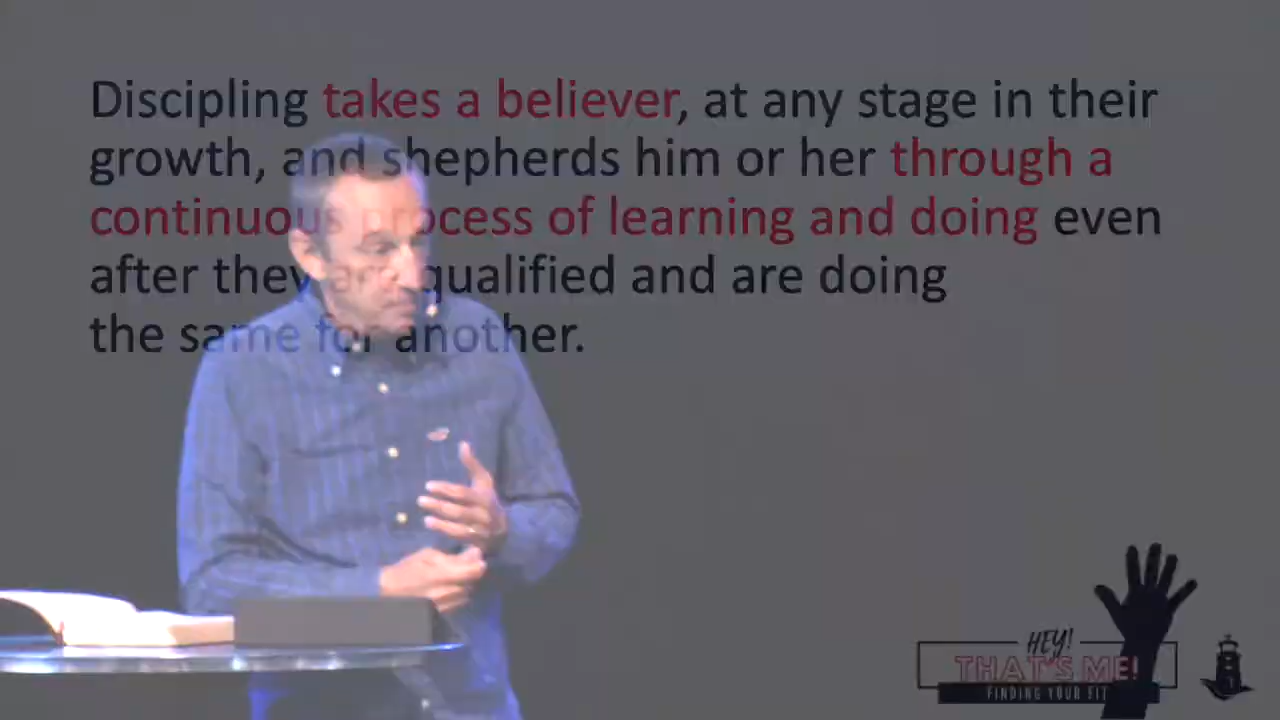 Discipling takes a believer, at any stage in their
growth, and shepherds him or her through a
continuous process of learning and doing even
after they are qualified and are doing
the same for another.
HEY!
THAT'S ME!
FINDING YOUR FIT